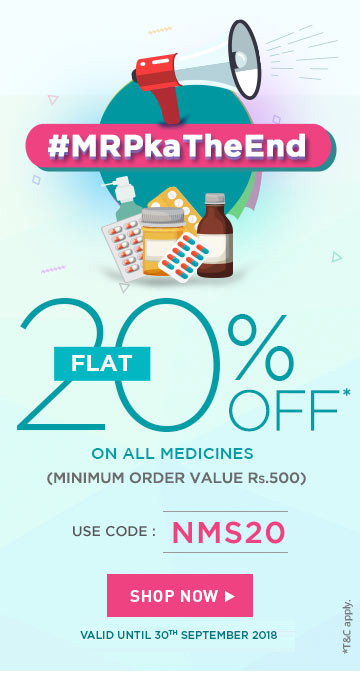 #MRPkaTheEnd
20%
FLAT
OFF*
ON ALL MEDICINES
(MINIMUM ORDER VALUE Rs.500)
USE CODE : NMS20
SHOP NOW ▶
VALID UNTIL 30TH SEPTEMBER 2018
*T&C apply.